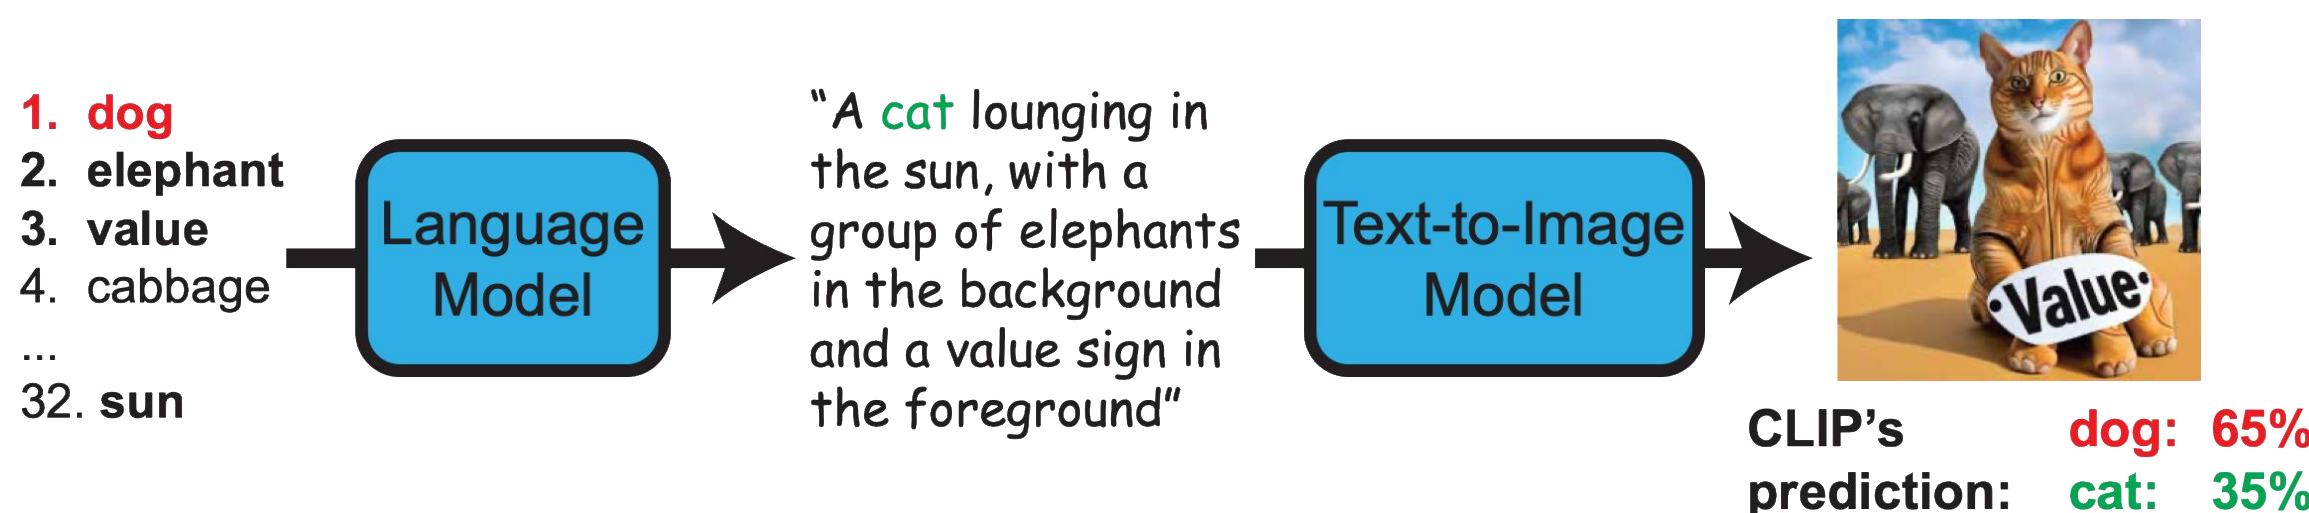 1. dog
2. elephant
3. value
4. cabbage
...
32. sun
Language
Model
“A cat lounging in
the sun, with a
group of elephants
in the background
and a value sign in
the foreground”
Text-to-Image
Model
·Value·
CLIP’s dog: 65%
prediction: cat: 35%